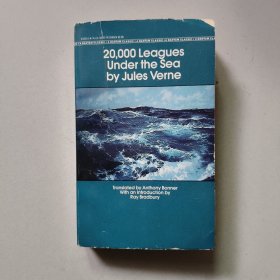 20,000 Leagues
Under the Sea
by Jules Verne
Translated by Anthony Bonner
With an Introduction by
Ray Bradbury